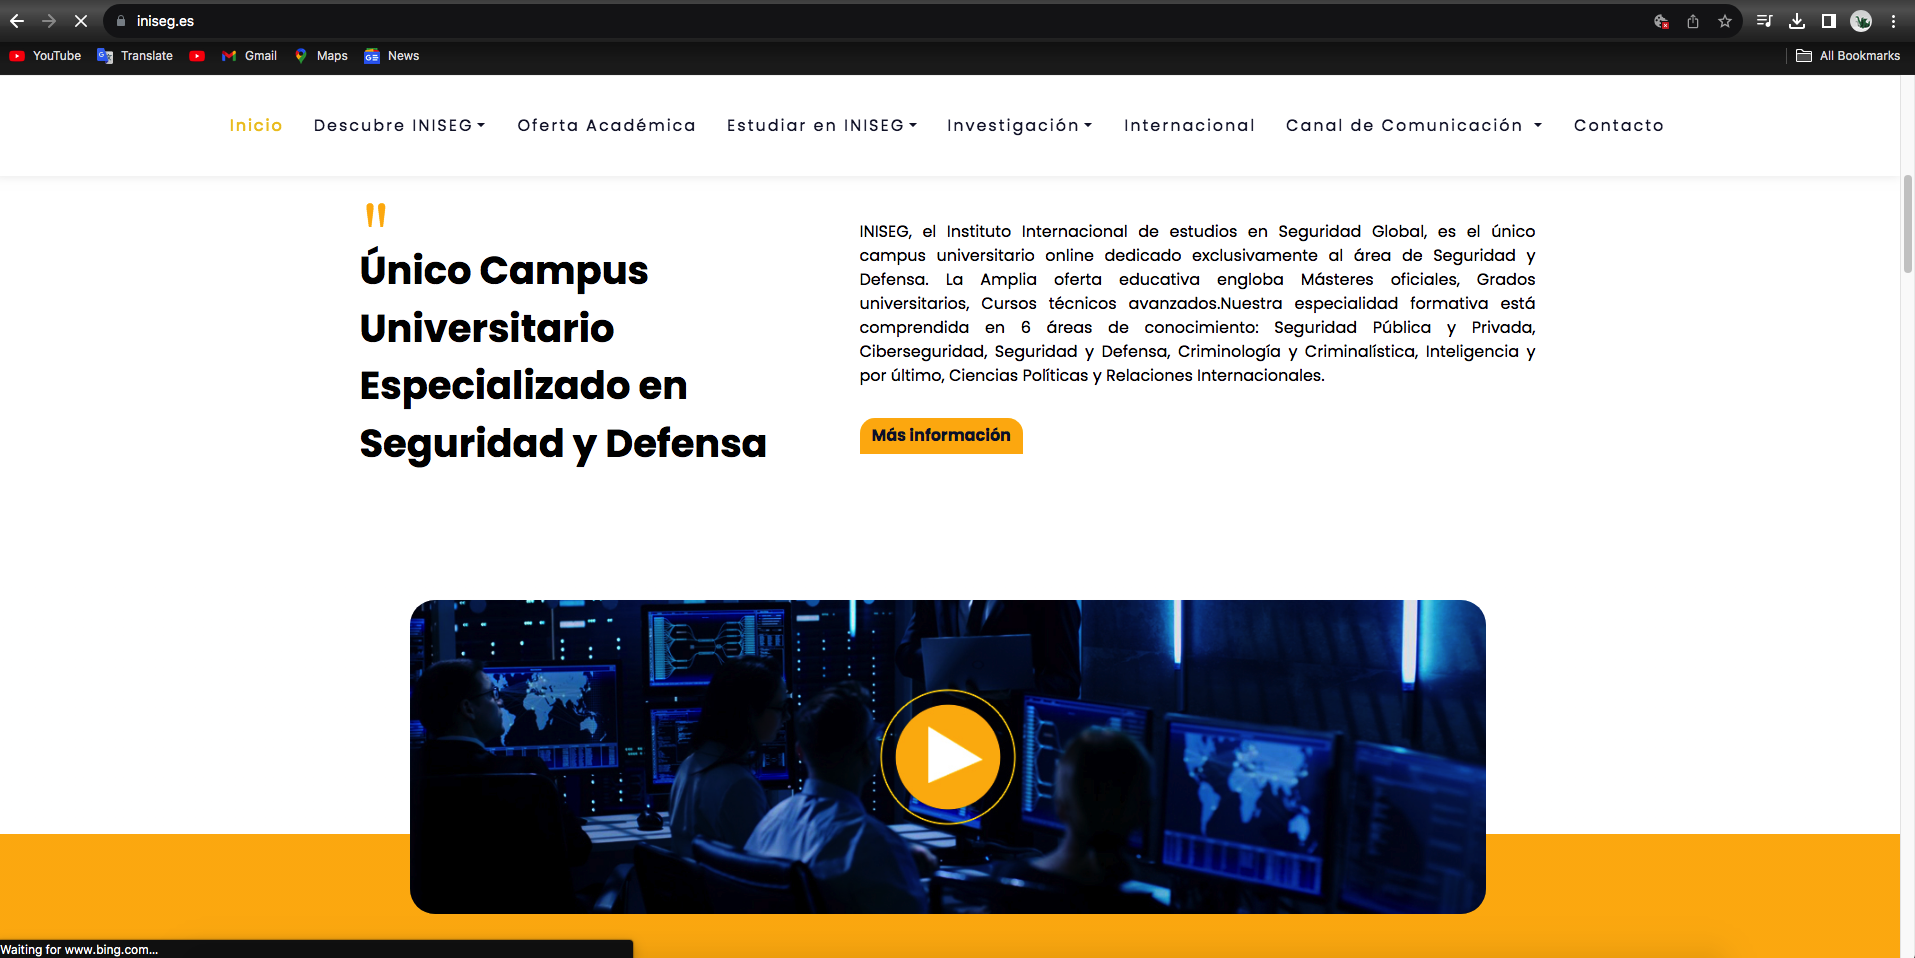 iniseg.es
YouTube
Translate
Gmail
Maps
News
All Bookmarks
Inicio
Descubre INISEG
Oferta Académica
Estudiar en INISEG
Investigación
Internacional
Canal de Comunicación
Contacto
"
Único Campus
Universitario
Especializado en
Seguridad y Defensa
INISEG, el Instituto Internacional de estudios en Seguridad Global, es el único
campus universitario online dedicado exclusivamente al área de Seguridad y
Defensa. La Amplia oferta educativa engloba Másteres oficiales, Grados
universitarios, Cursos técnicos avanzados.Nuestra especialidad formativa está
comprendida en 6 áreas de conocimiento: Seguridad Pública y Privada,
Ciberseguridad, Seguridad y Defensa, Criminología y Criminalística, Inteligencia y
por último, Ciencias Políticas y Relaciones Internacionales.
Más información
Waiting for www.bing.com...